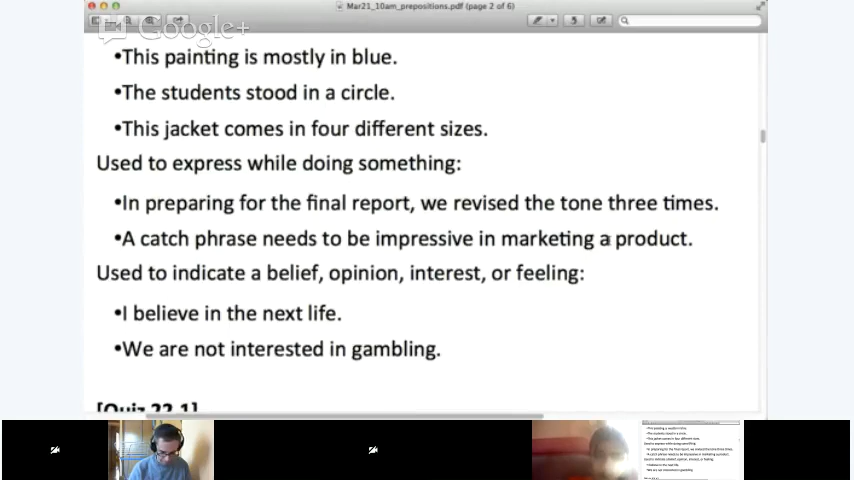 Mar21_10am_prepositions.pdf (page 2 of 6)
Google+
•This painting is mostly in blue.
•The students stood in a circle.
•This jacket comes in four different sizes.
Used to express while doing something:
•In preparing for the final report, we revised the tone three times.
•A catch phrase needs to be impressive in marketing a product.
Used to indicate a belief, opinion, interest, or feeling:
•I believe in the next life.
•We are not interested in gambling.
[Quiz 22.1]